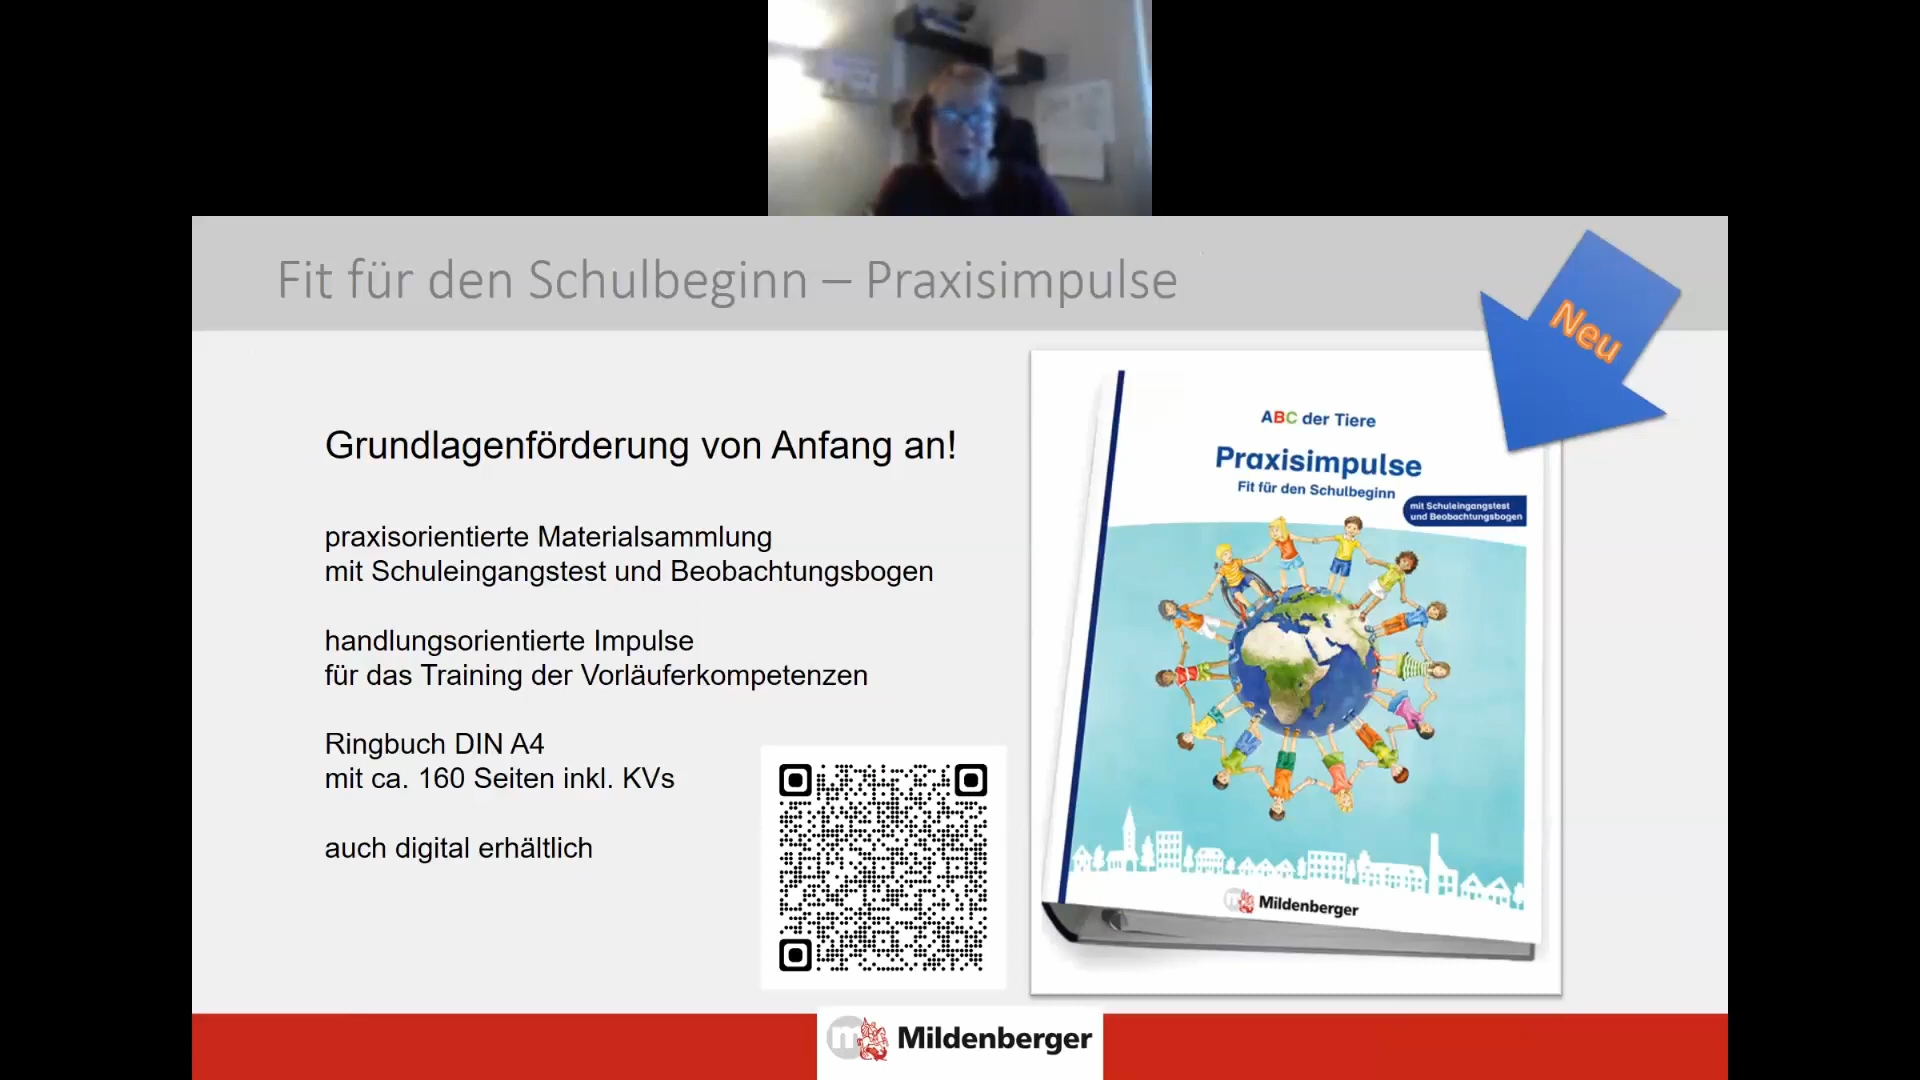 Fit für den Schulbeginn – Praxisimpulse
Neu
Grundlagenförderung von Anfang an!
praxisorientierte Materialsammlung
mit Schuleingangstest und Beobachtungsbogen
handlungsorientierte Impulse
für das Training der Vorläuferkompetenzen
Ringbuch DIN A4
mit ca. 160 Seiten inkl. KVs
auch digital erhältlich
ABC der Tiere
Praxisimpulse
Fit für den Schulbeginn
mit Schuleingangstest
und Beobachtungsbogen
m Mildenberger
m Mildenberger